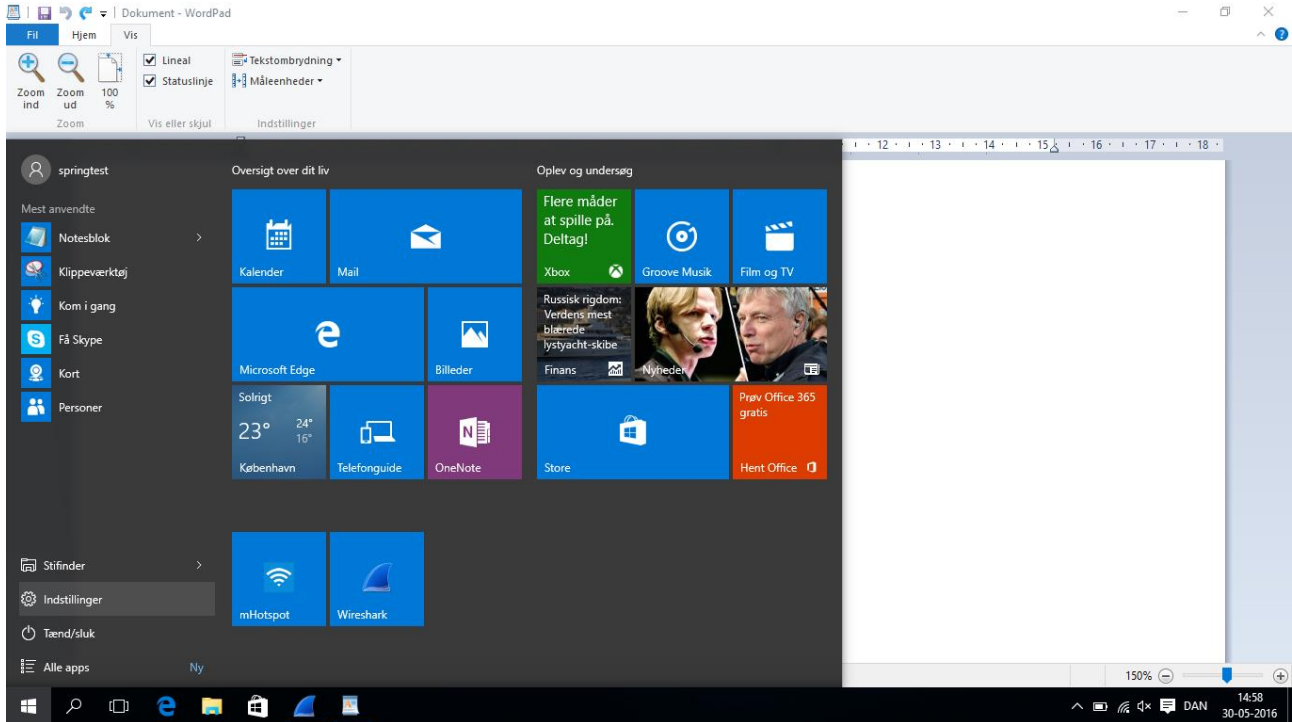 Dokument - WordPad
Fil Hjem Vis
Zoom ind
Zoom ud
100 %
Lineal
Statuslinje
Tekstombrydning
Måleenheder
Zoom
Vis eller skjul
Indstillinger
12 13 14 15 16 17 18
springtest
Mest anvendte
Notesblok
Klippeværktøj
Kom i gang
Få Skype
Kort
Personer
Stifinder
Indstillinger
Tænd/sluk
Alle apps Ny
Oversigt over dit liv
Kalender
Mail
Microsoft Edge
Billeder
Solrigt
23° 24°
16°
København
Telefonguide
OneNote
mHotspot
Wireshark
Oplev og undersøg
Flere måder
at spille på.
Deltag!
Xbox
Groove Musik
Film og TV
Russisk rigdom:
Verdens mest
blærede
lystyacht-skibe
Finans
Nyheder
Store
Prøv Office 365
gratis
Hent Office
150%
DAN
14:58
30-05-2016